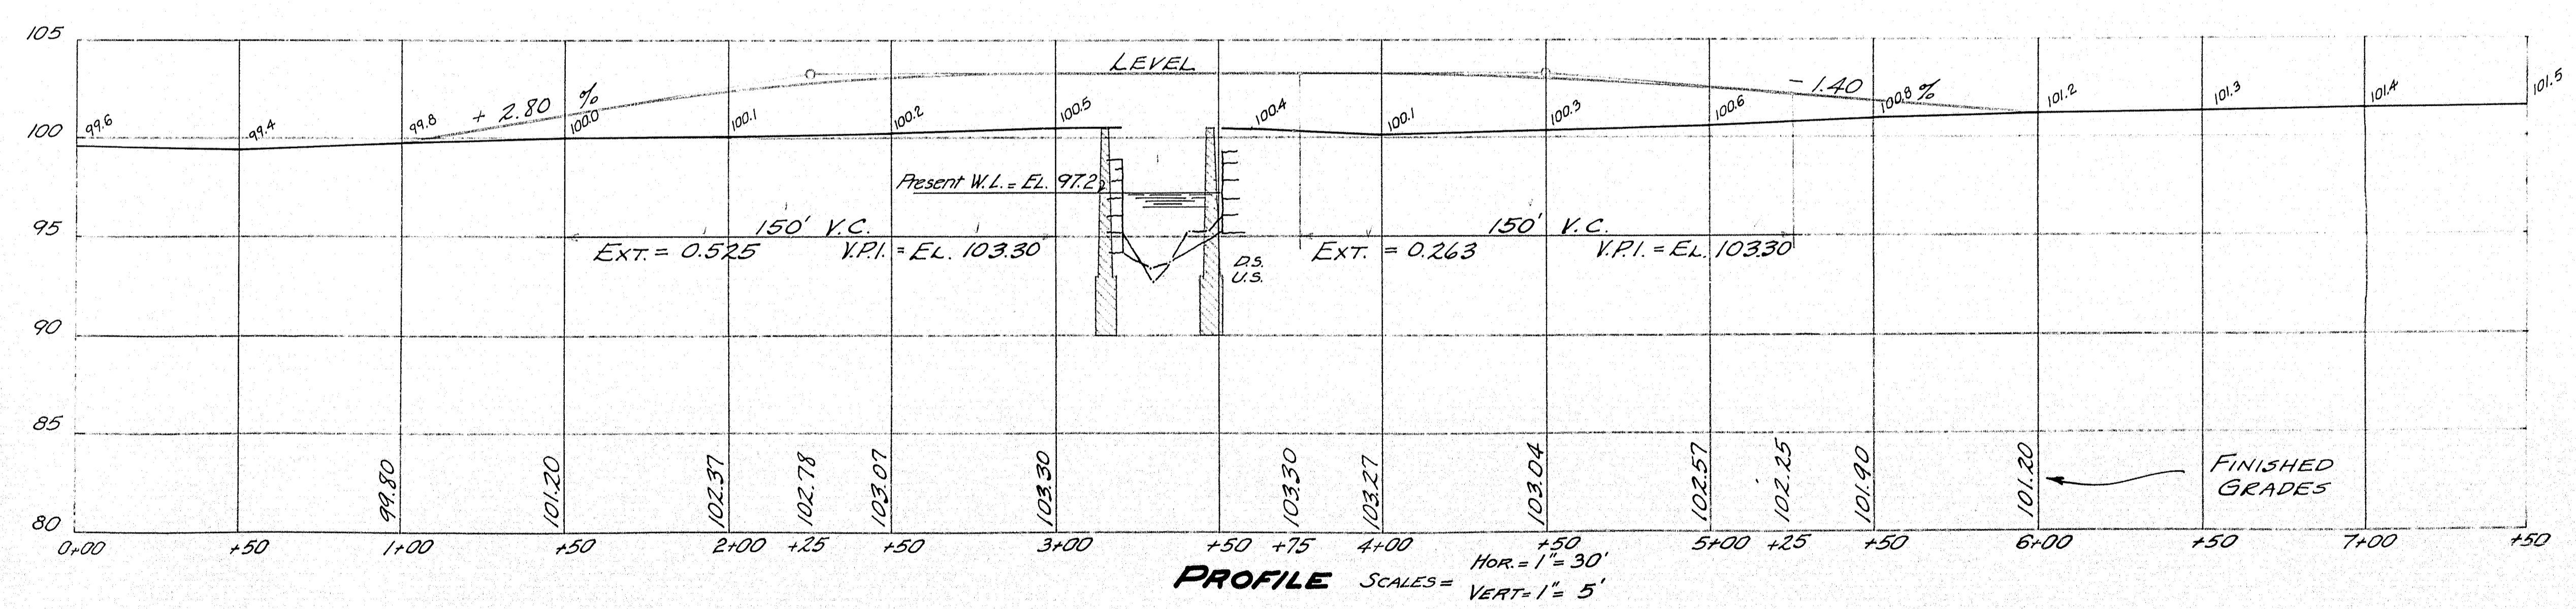 105
LEVEL
+ 2.80 %
- 1.40 %
100
99.6
99.4
99.8
100.0
100.1
100.2
100.5
100.4
100.1
100.3
100.6
100.8
101.2
101.3
101.4
101.5
Present W.L. = EL. 97.2
95
150' V.C.
EXT. = 0.525 V.P.I. = EL. 103.30
150' V.C.
EXT. = 0.263 V.P.I. = EL. 103.30
D.S.
U.S.
90
85
99.80
101.20
102.37
102.78
103.07
103.30
103.30
103.27
103.04
102.57
102.25
101.90
101.20
FINISHED
GRADES
80
0+00 +50 1+00 +50 2+00 +25 +50 3+00 +50 +75 4+00 +50 5+00 +25 +50 6+00 +50 7+00 +50
PROFILE SCALES = HOR. = 1" = 30'
VERT = 1" = 5'